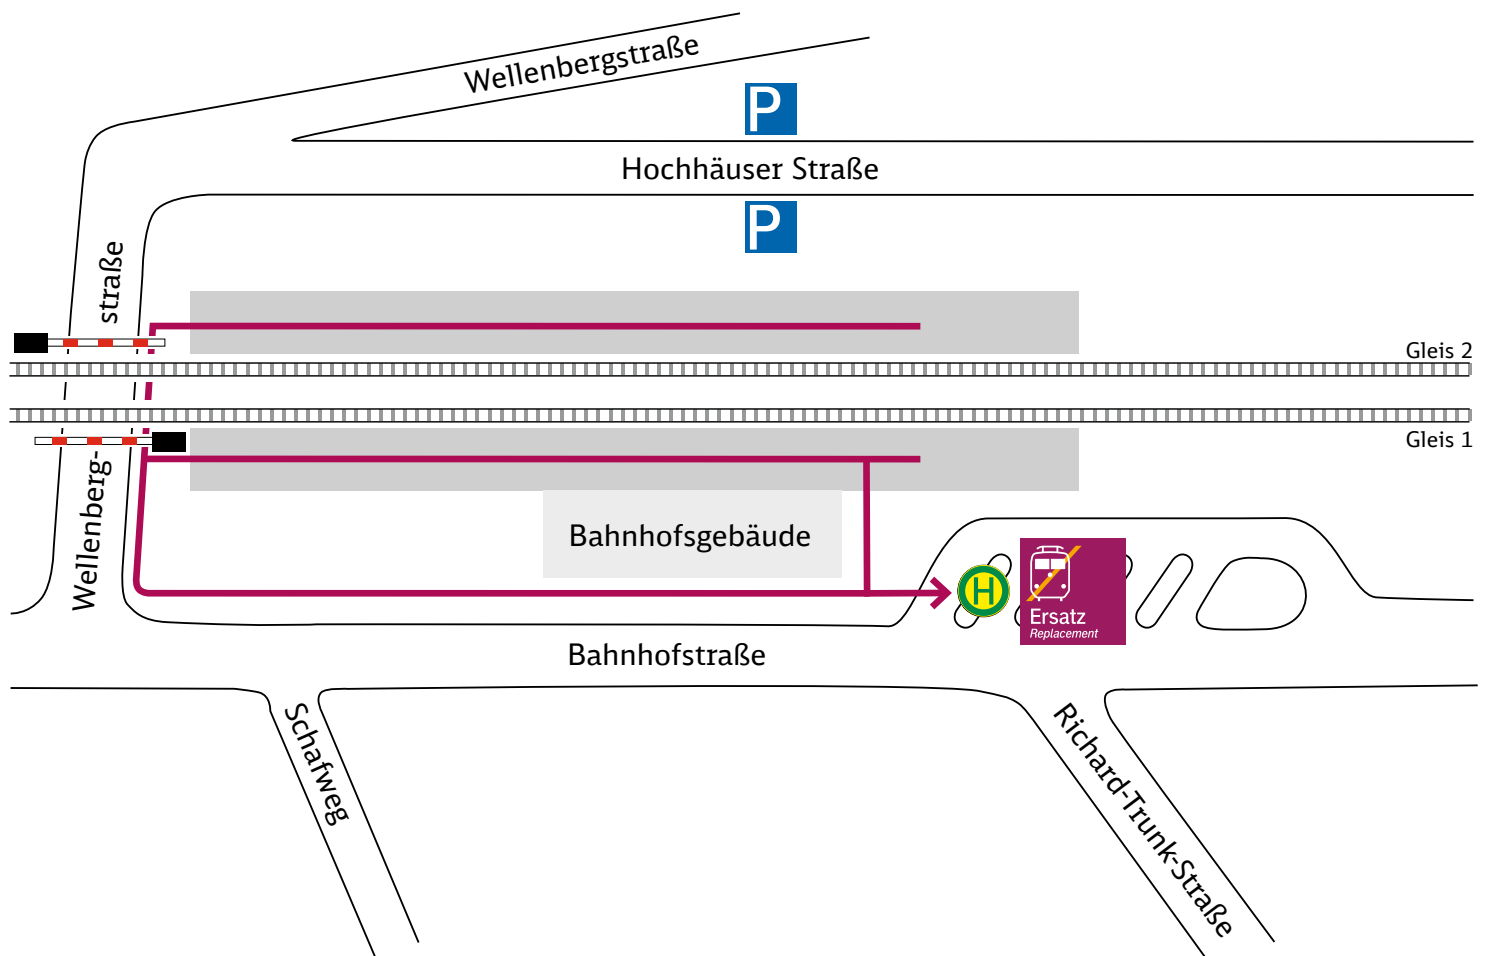 Wellenbergstraße
P
Hochhäuser Straße
P
straße
Gleis 2
Gleis 1
Wellenberg-
Bahnhofsgebäude
H
Ersatz
Replacement
Bahnhofstraße
Schafweg
Richard-Trunk-Straße